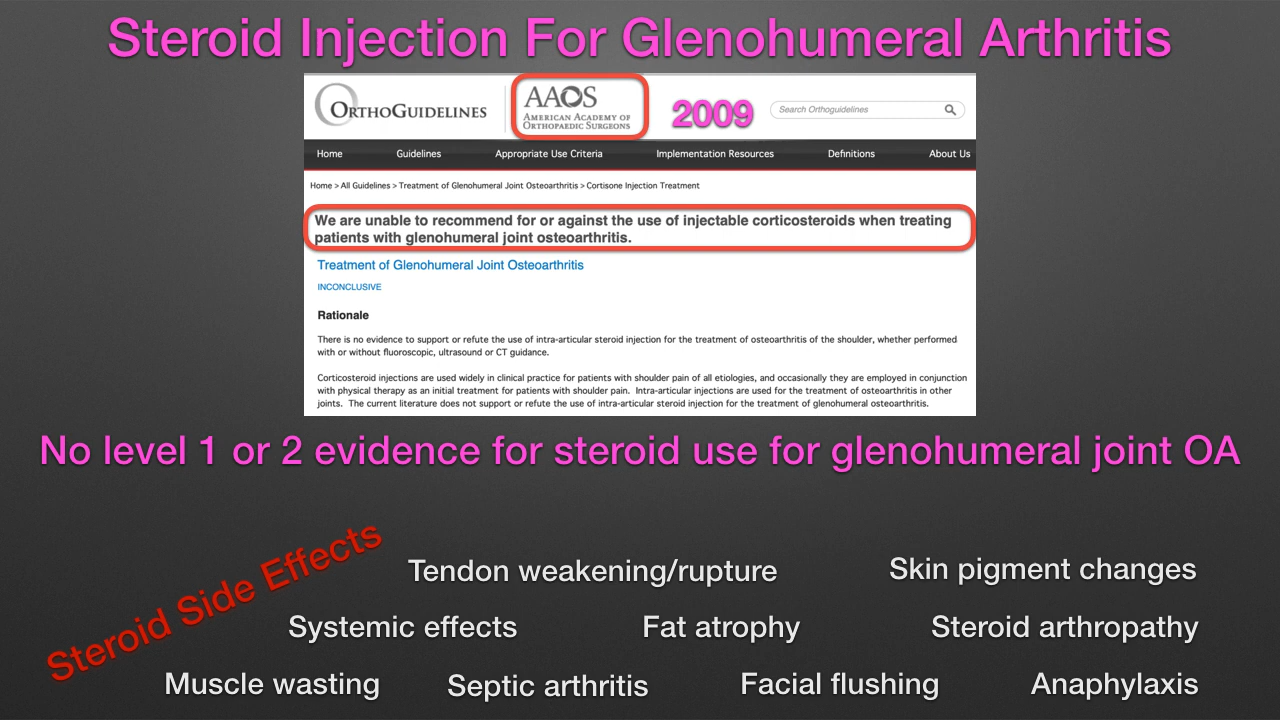 Steroid Injection For Glenohumeral Arthritis
ORTHOGUIDELINES
AAOS
AMERICAN ACADEMY OF
ORTHOPAEDIC SURGEONS
2009
Search Orthoguidelines
Home Guidelines Appropriate Use Criteria Implementation Resources Definitions About Us
Home > All Guidelines > Treatment of Glenohumeral Joint Osteoarthritis > Cortisone Injection Treatment
We are unable to recommend for or against the use of injectable corticosteroids when treating
patients with glenohumeral joint osteoarthritis.
Treatment of Glenohumeral Joint Osteoarthritis
INCONCLUSIVE
Rationale
There is no evidence to support or refute the use of intra-articular steroid injection for the treatment of osteoarthritis of the shoulder, whether performed
with or without fluoroscopic, ultrasound or CT guidance.
Corticosteroid injections are used widely in clinical practice for patients with shoulder pain of all etiologies, and occasionally they are employed in conjunction
with physical therapy as an initial treatment for patients with shoulder pain. Intra-articular injections are used for the treatment of osteoarthritis in other
joints. The current literature does not support or refute the use of intra-articular steroid injection for the treatment of glenohumeral osteoarthritis.
No level 1 or 2 evidence for steroid use for glenohumeral joint OA
Steroid Side Effects
Tendon weakening/rupture Skin pigment changes
Systemic effects Fat atrophy Steroid arthropathy
Muscle wasting Septic arthritis Facial flushing Anaphylaxis